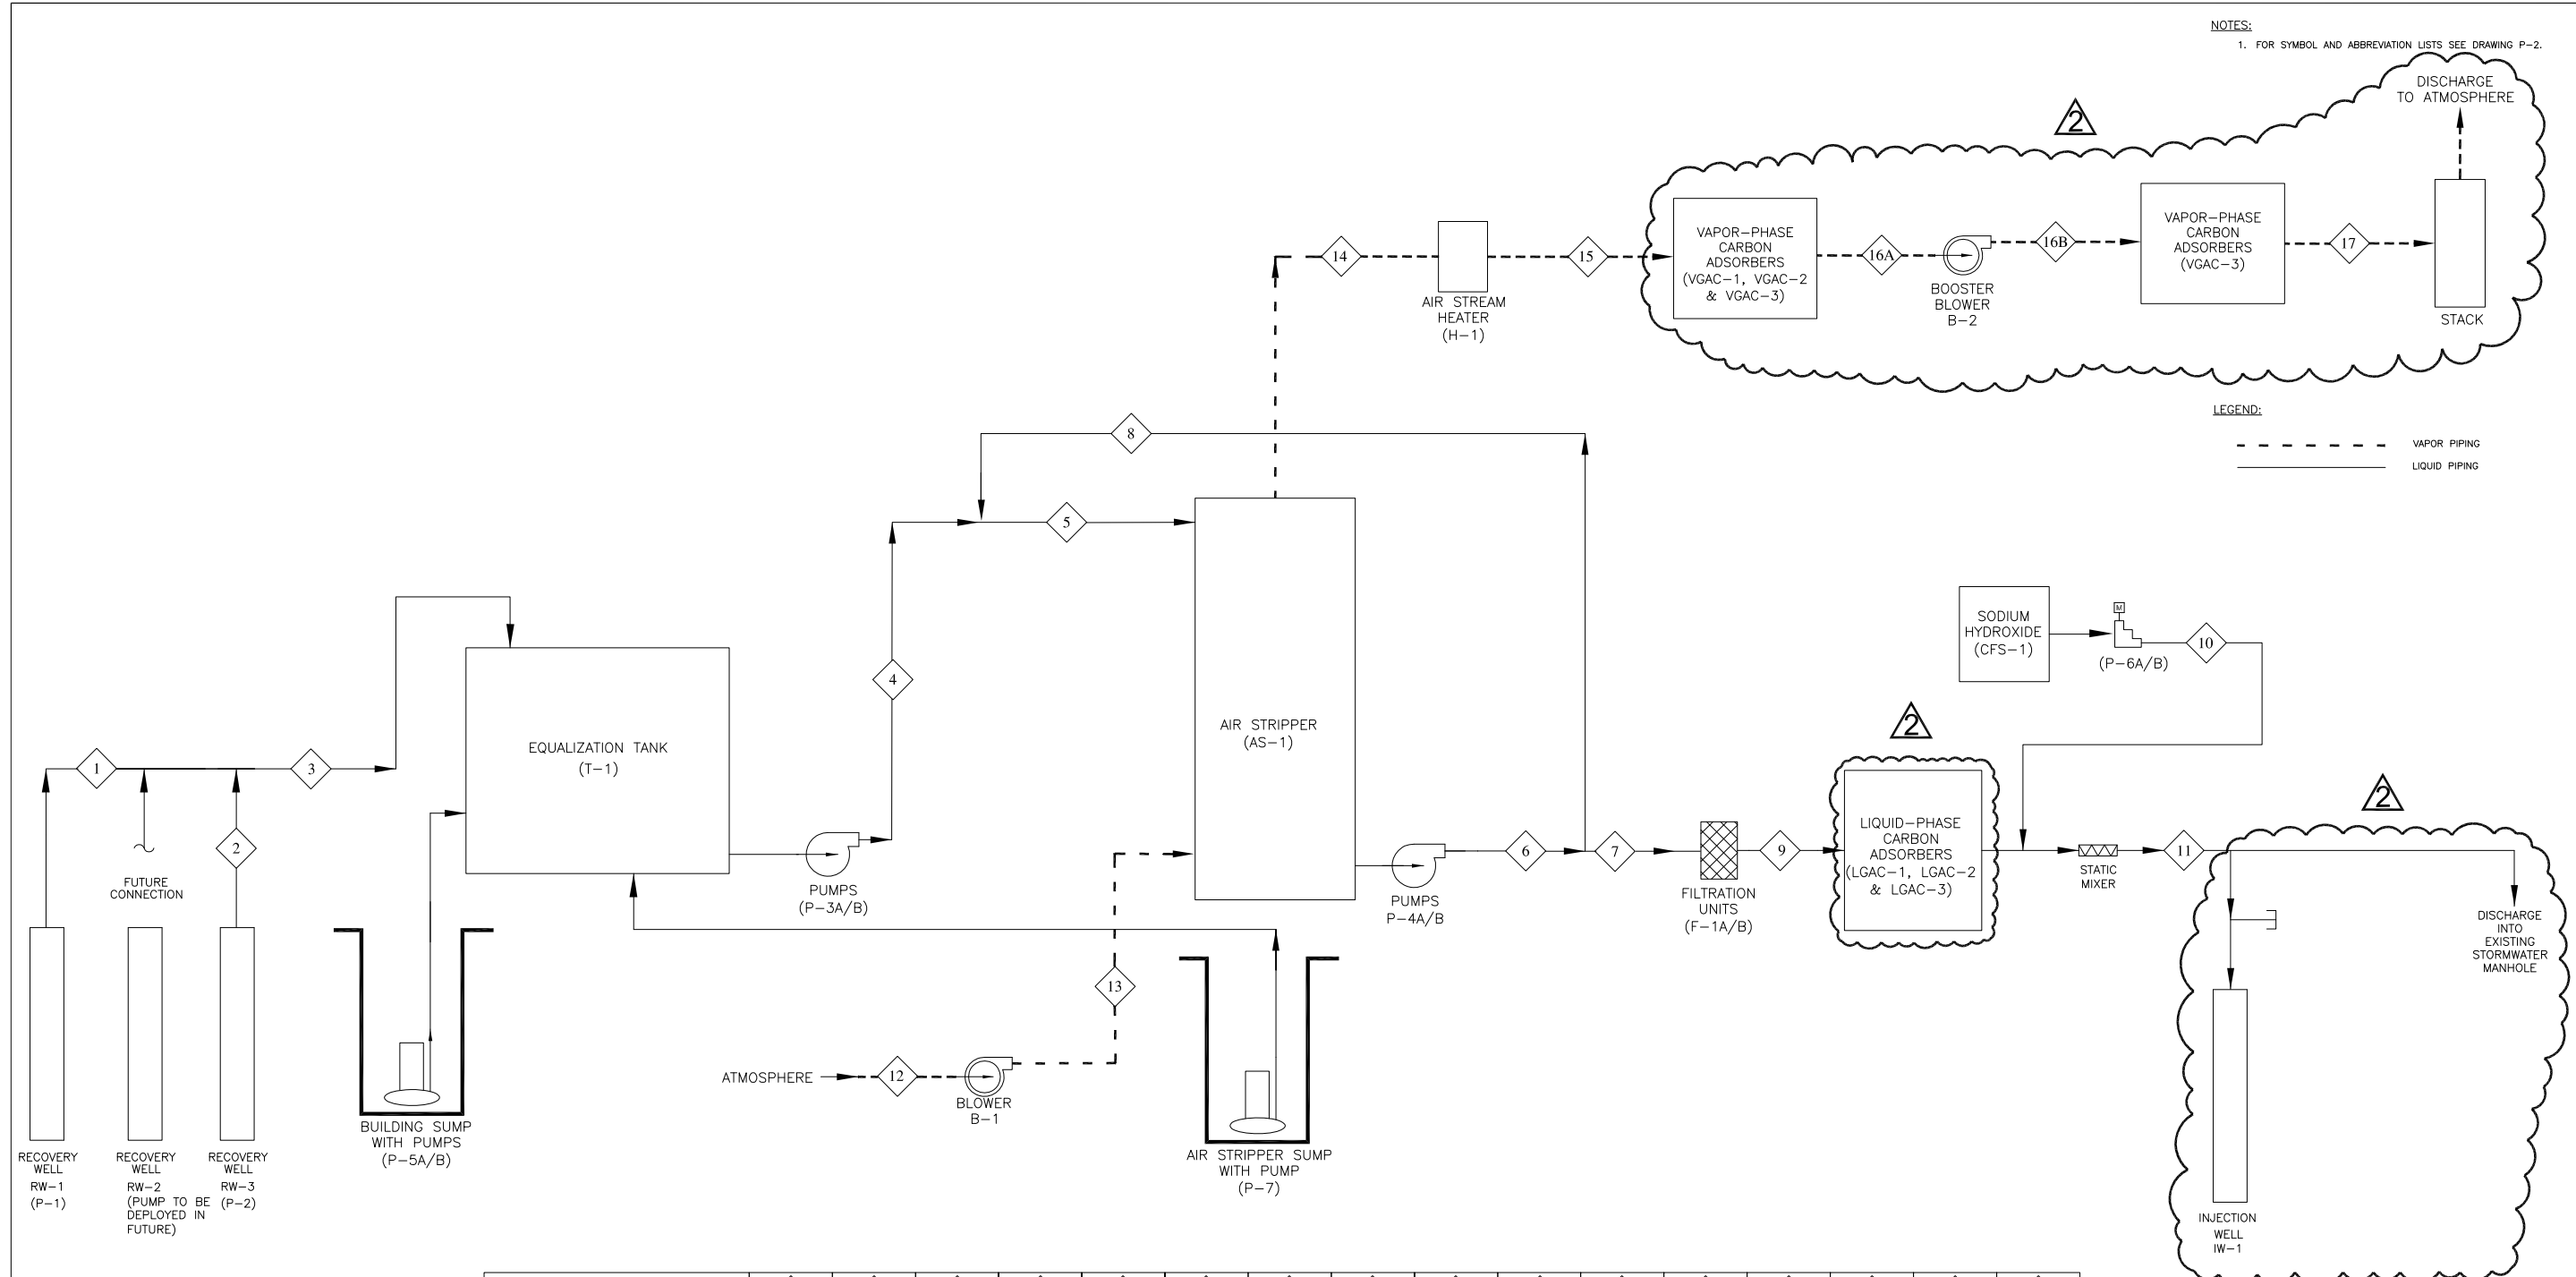 NOTES:
1. FOR SYMBOL AND ABBREVIATION LISTS SEE DRAWING P-2.
DISCHARGE
TO ATMOSPHERE
2
VAPOR-PHASE
CARBON
ADSORBERS
(VGAC-1, VGAC-2
& VGAC-3)
VAPOR-PHASE
CARBON
ADSORBERS
(VGAC-3)
14
15
16A
16B
17
AIR STREAM
HEATER
(H-1)
BOOSTER
BLOWER
B-2
STACK
LEGEND:
VAPOR PIPING
LIQUID PIPING
8
5
4
SODIUM
HYDROXIDE
(CFS-1)
M
(P-6A/B)
10
EQUALIZATION TANK
(T-1)
AIR STRIPPER
(AS-1)
2
2
1
3
2
FUTURE
CONNECTION
PUMPS
(P-3A/B)
PUMPS
P-4A/B
6
7
FILTRATION
UNITS
(F-1A/B)
9
LIQUID-PHASE
CARBON
ADSORBERS
(LGAC-1, LGAC-2
& LGAC-3)
STATIC
MIXER
11
DISCHARGE
INTO
EXISTING
STORMWATER
MANHOLE
13
ATMOSPHERE
12
BLOWER
B-1
BUILDING SUMP
WITH PUMPS
(P-5A/B)
AIR STRIPPER SUMP
WITH PUMP
(P-7)
RECOVERY
WELL
RW-1
(P-1)
RECOVERY
WELL
RW-2
(PUMP TO BE
DEPLOYED IN
FUTURE)
RECOVERY
WELL
RW-3
(P-2)
INJECTION
WELL
IW-1